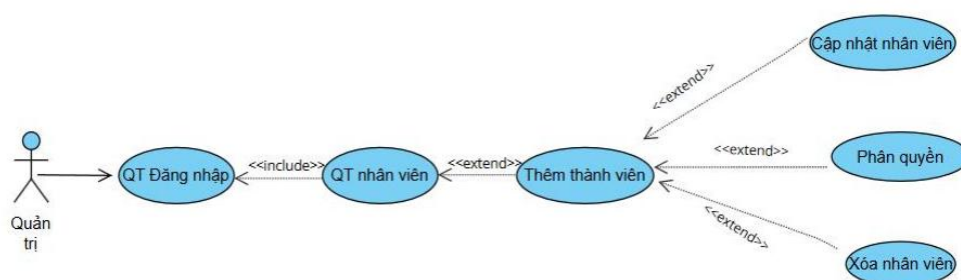 Cập nhật nhân viên
<<extend>>
<<extend>>
Phân quyền
Quản
trị
QT Đăng nhập
<<include>>
QT nhân viên
<<extend>>
Thêm thành viên
<<extend>>
Xóa nhân viên